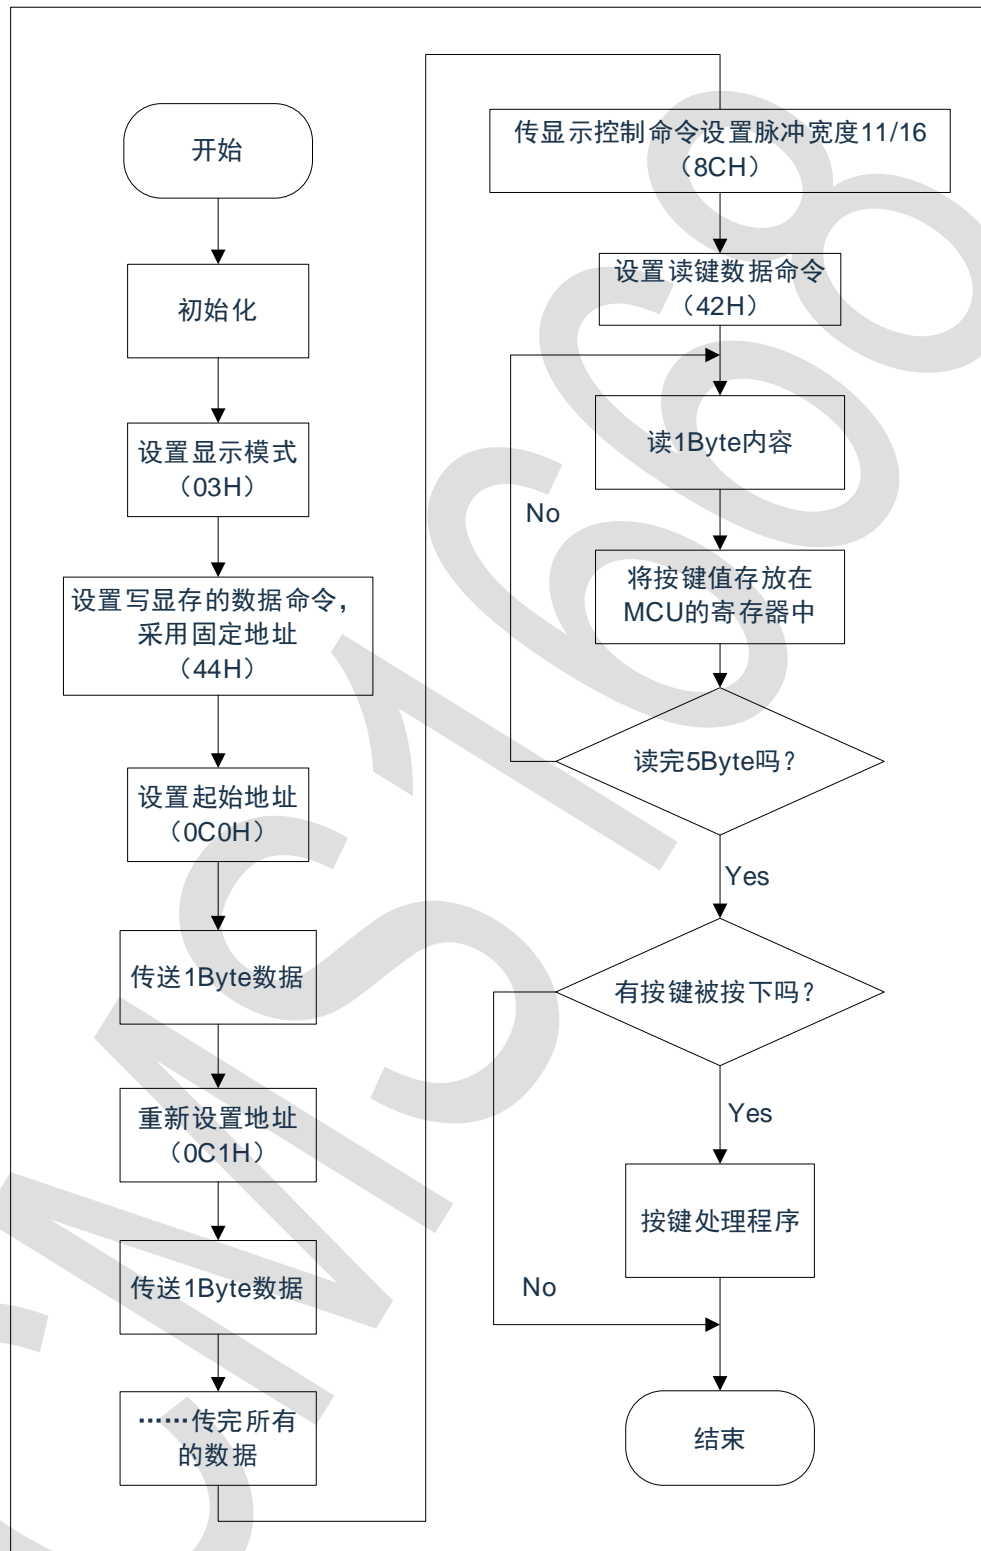 开始
初始化
设置显示模式
（03H）
设置写显存的数据命令，
采用固定地址
（44H）
设置起始地址
（0C0H）
传送1Byte数据
重新设置地址
（0C1H）
传送1Byte数据
……传完所有
的数据
传显示控制命令设置脉冲宽度11/16
（8CH）
设置读键数据命令
（42H）
读1Byte内容
No
将按键值存放在
MCU的寄存器中
读完5Byte吗？
Yes
有按键被按下吗？
Yes
按键处理程序
No
结束
CMS1668